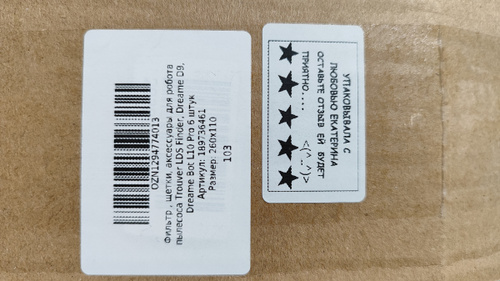 OZN1294774013
Фильтр , щетки, аксессуары для робота
пылесоса Trouver LDS Finder, Dreame D9,
Dreame Bot L10 Pro 6 штук
Артикул: 189736461
Размер: 260x110
103
УПАКОВЫВАЛА С
ЛЮБОВЬЮ ЕКАТЕРИНА
ОСТАВЬТЕ ОТЗЫВ ЕЙ БУДЕТ
ПРИЯТНО.... <(^_^)>